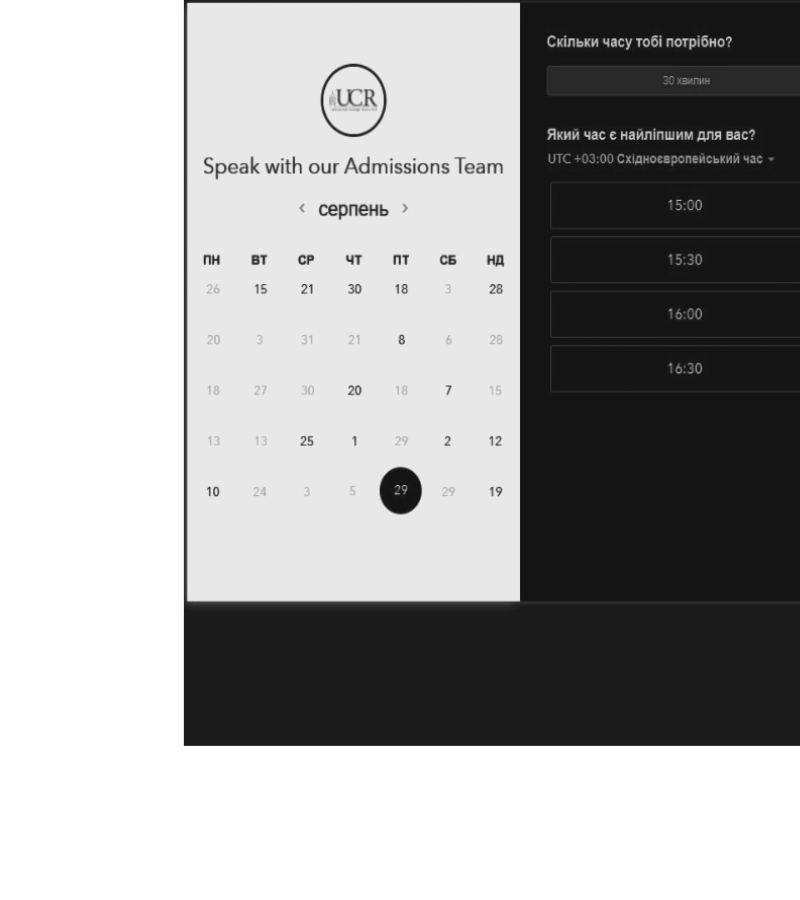 UCR
Speak with our Admissions Team
‹ серпень ›
ПН ВТ СР ЧТ ПТ СБ НД
26 15 21 30 18 3 28
20 3 31 21 8 6 28
18 27 30 20 18 7 15
13 13 25 1 29 2 12
10 24 3 5 29 29 19
Скільки часу тобі потрібно?
30 хвилин
Який час є найліпшим для вас?
UTC +03:00 Східноєвропейський час
15:00
15:30
16:00
16:30